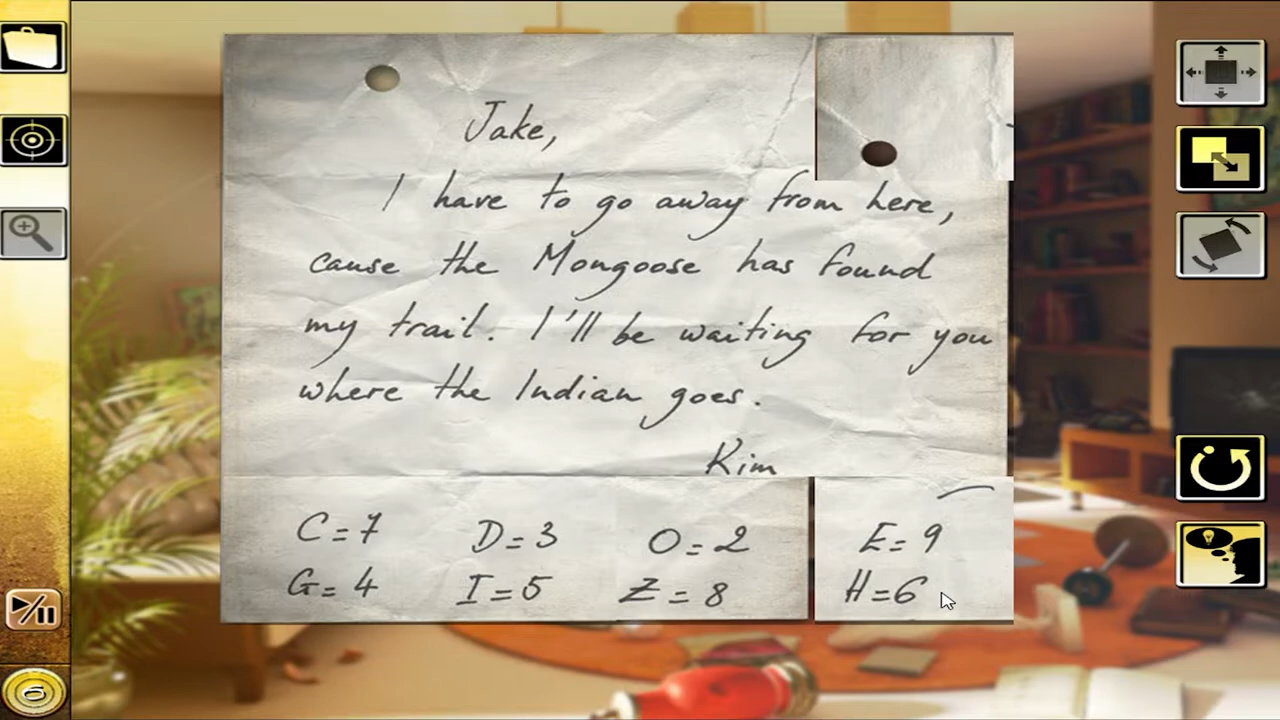 Jake,
I have to go away from here,
cause the Mongoose has found
my trail. I'll be waiting for you
where the Indian goes.
Kim
C=7 D=3 O=2 E=9
G=4 I=5 Z=8 H=6